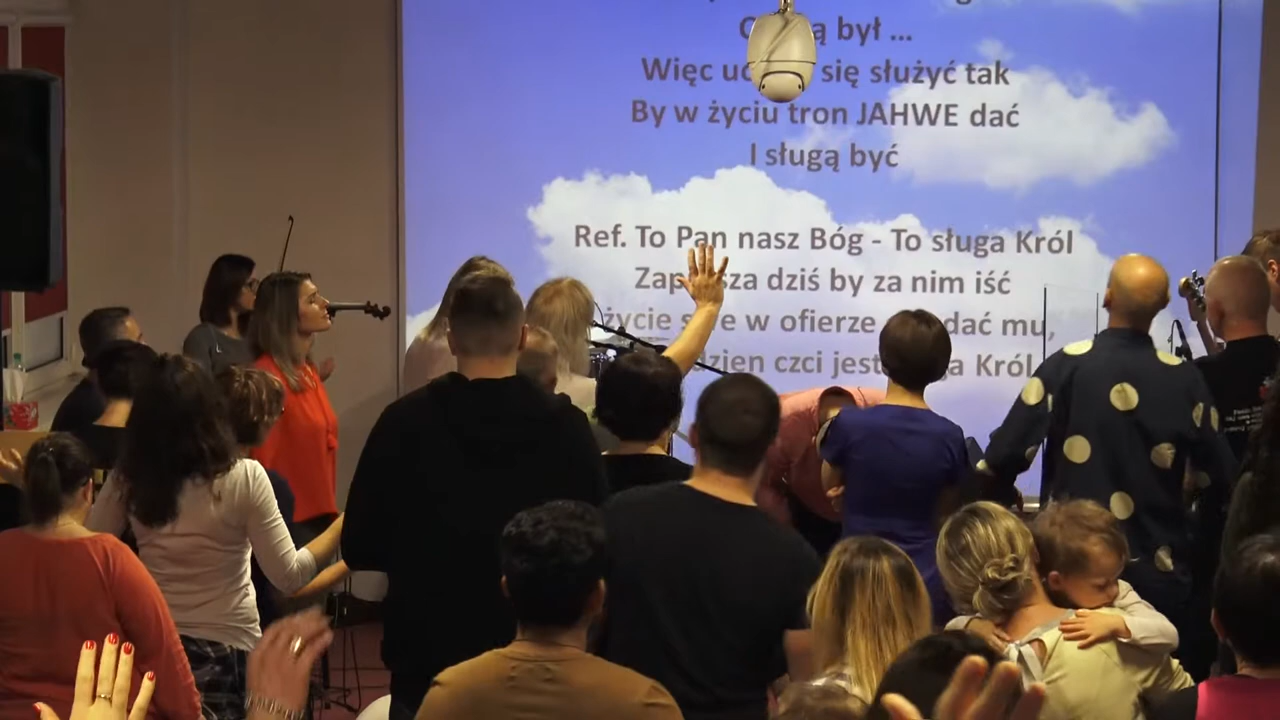 był ...
Więc się służyć tak
By w życiu tron JAHWE dać
I sługą być
Ref. To Pan nasz Bóg - To sługa Król
dziś by za nim iść
życie w ofierze dać mu,
czci jest Król